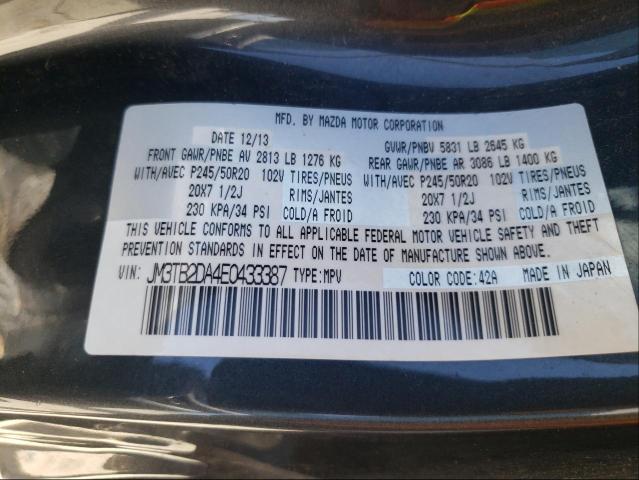 MFD. BY MAZDA MOTOR CORPORATION
DATE 12/13 GVWR/PNBV 5831 LB 2645 KG
FRONT GAWR/PNBE AV 2813 LB 1276 KG REAR GAWR/PNBE AR 3086 LB 1400 KG
WITH/AVEC P245/50R20 102V TIRES/PNEUS WITH/AVEC P245/50R20 102V TIRES/PNEUS
20X7 1/2J RIMS/JANTES 20X7 1/2J RIMS/JANTES
230 KPA/34 PSI COLD/A FROID 230 KPA/34 PSI COLD/A FROID
THIS VEHICLE CONFORMS TO ALL APPLICABLE FEDERAL MOTOR VEHICLE SAFETY AND THEFT
PREVENTION STANDARDS IN EFFECT ON THE DATE OF MANUFACTURE SHOWN ABOVE.
VIN: JM3TB2DA4E0433387 TYPE:MPV COLOR CODE:42A MADE IN JAPAN